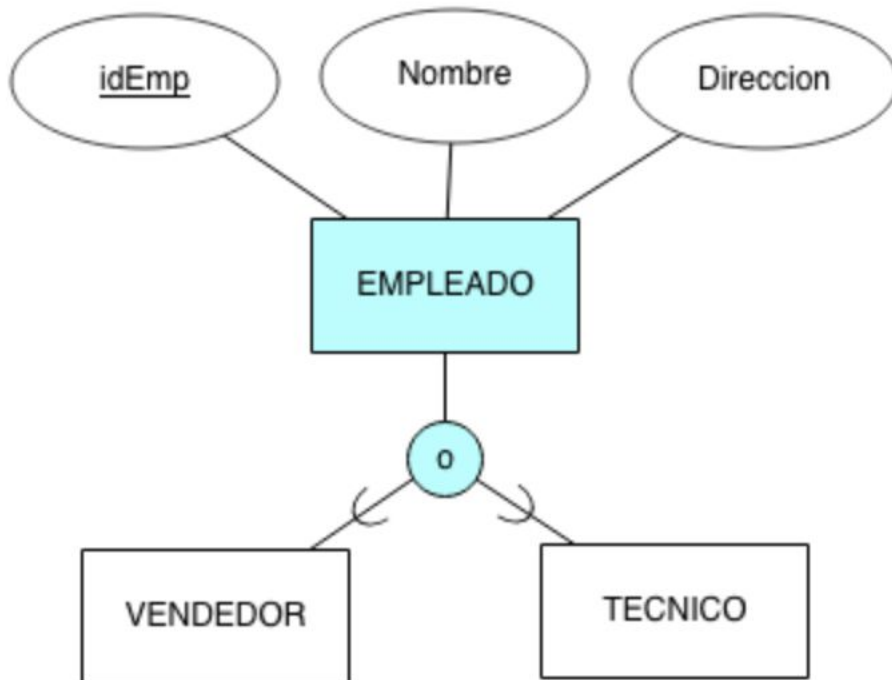 idEmp
Nombre
Direccion
EMPLEADO
o
VENDEDOR
TECNICO